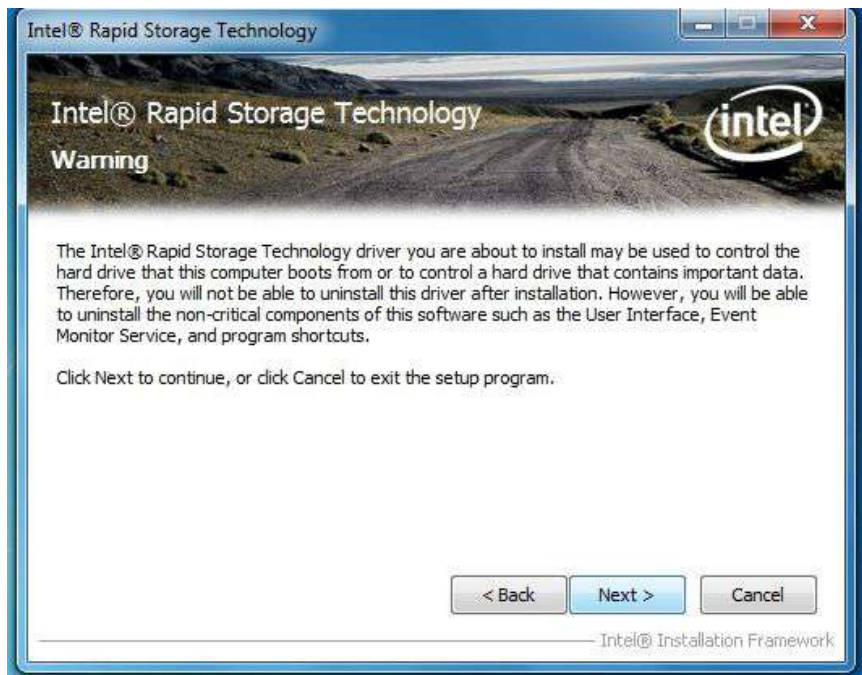 Intel® Rapid Storage Technology
Intel® Rapid Storage Technology
intel
Warning
The Intel® Rapid Storage Technology driver you are about to install may be used to control the
hard drive that this computer boots from or to control a hard drive that contains important data.
Therefore, you will not be able to uninstall this driver after installation. However, you will be able
to uninstall the non-critical components of this software such as the User Interface, Event
Monitor Service, and program shortcuts.
Click Next to continue, or click Cancel to exit the setup program.
< Back Next > Cancel
Intel® Installation Framework